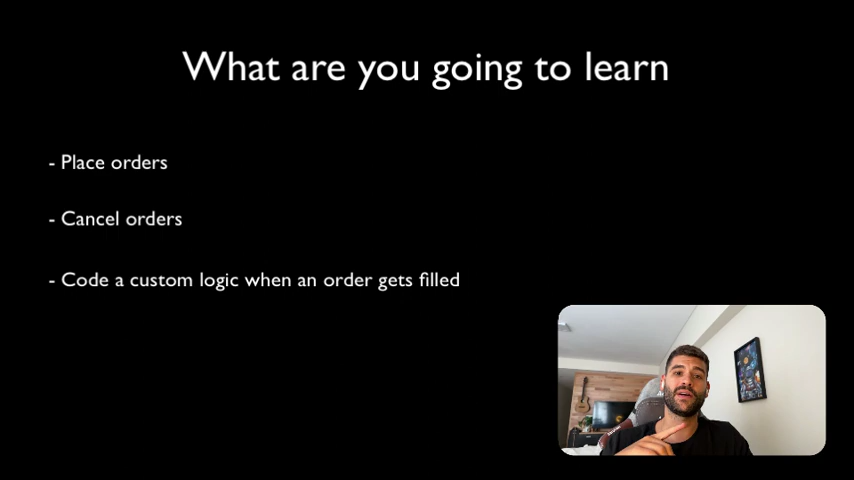 What are you going to learn
- Place orders
- Cancel orders
- Code a custom logic when an order gets filled